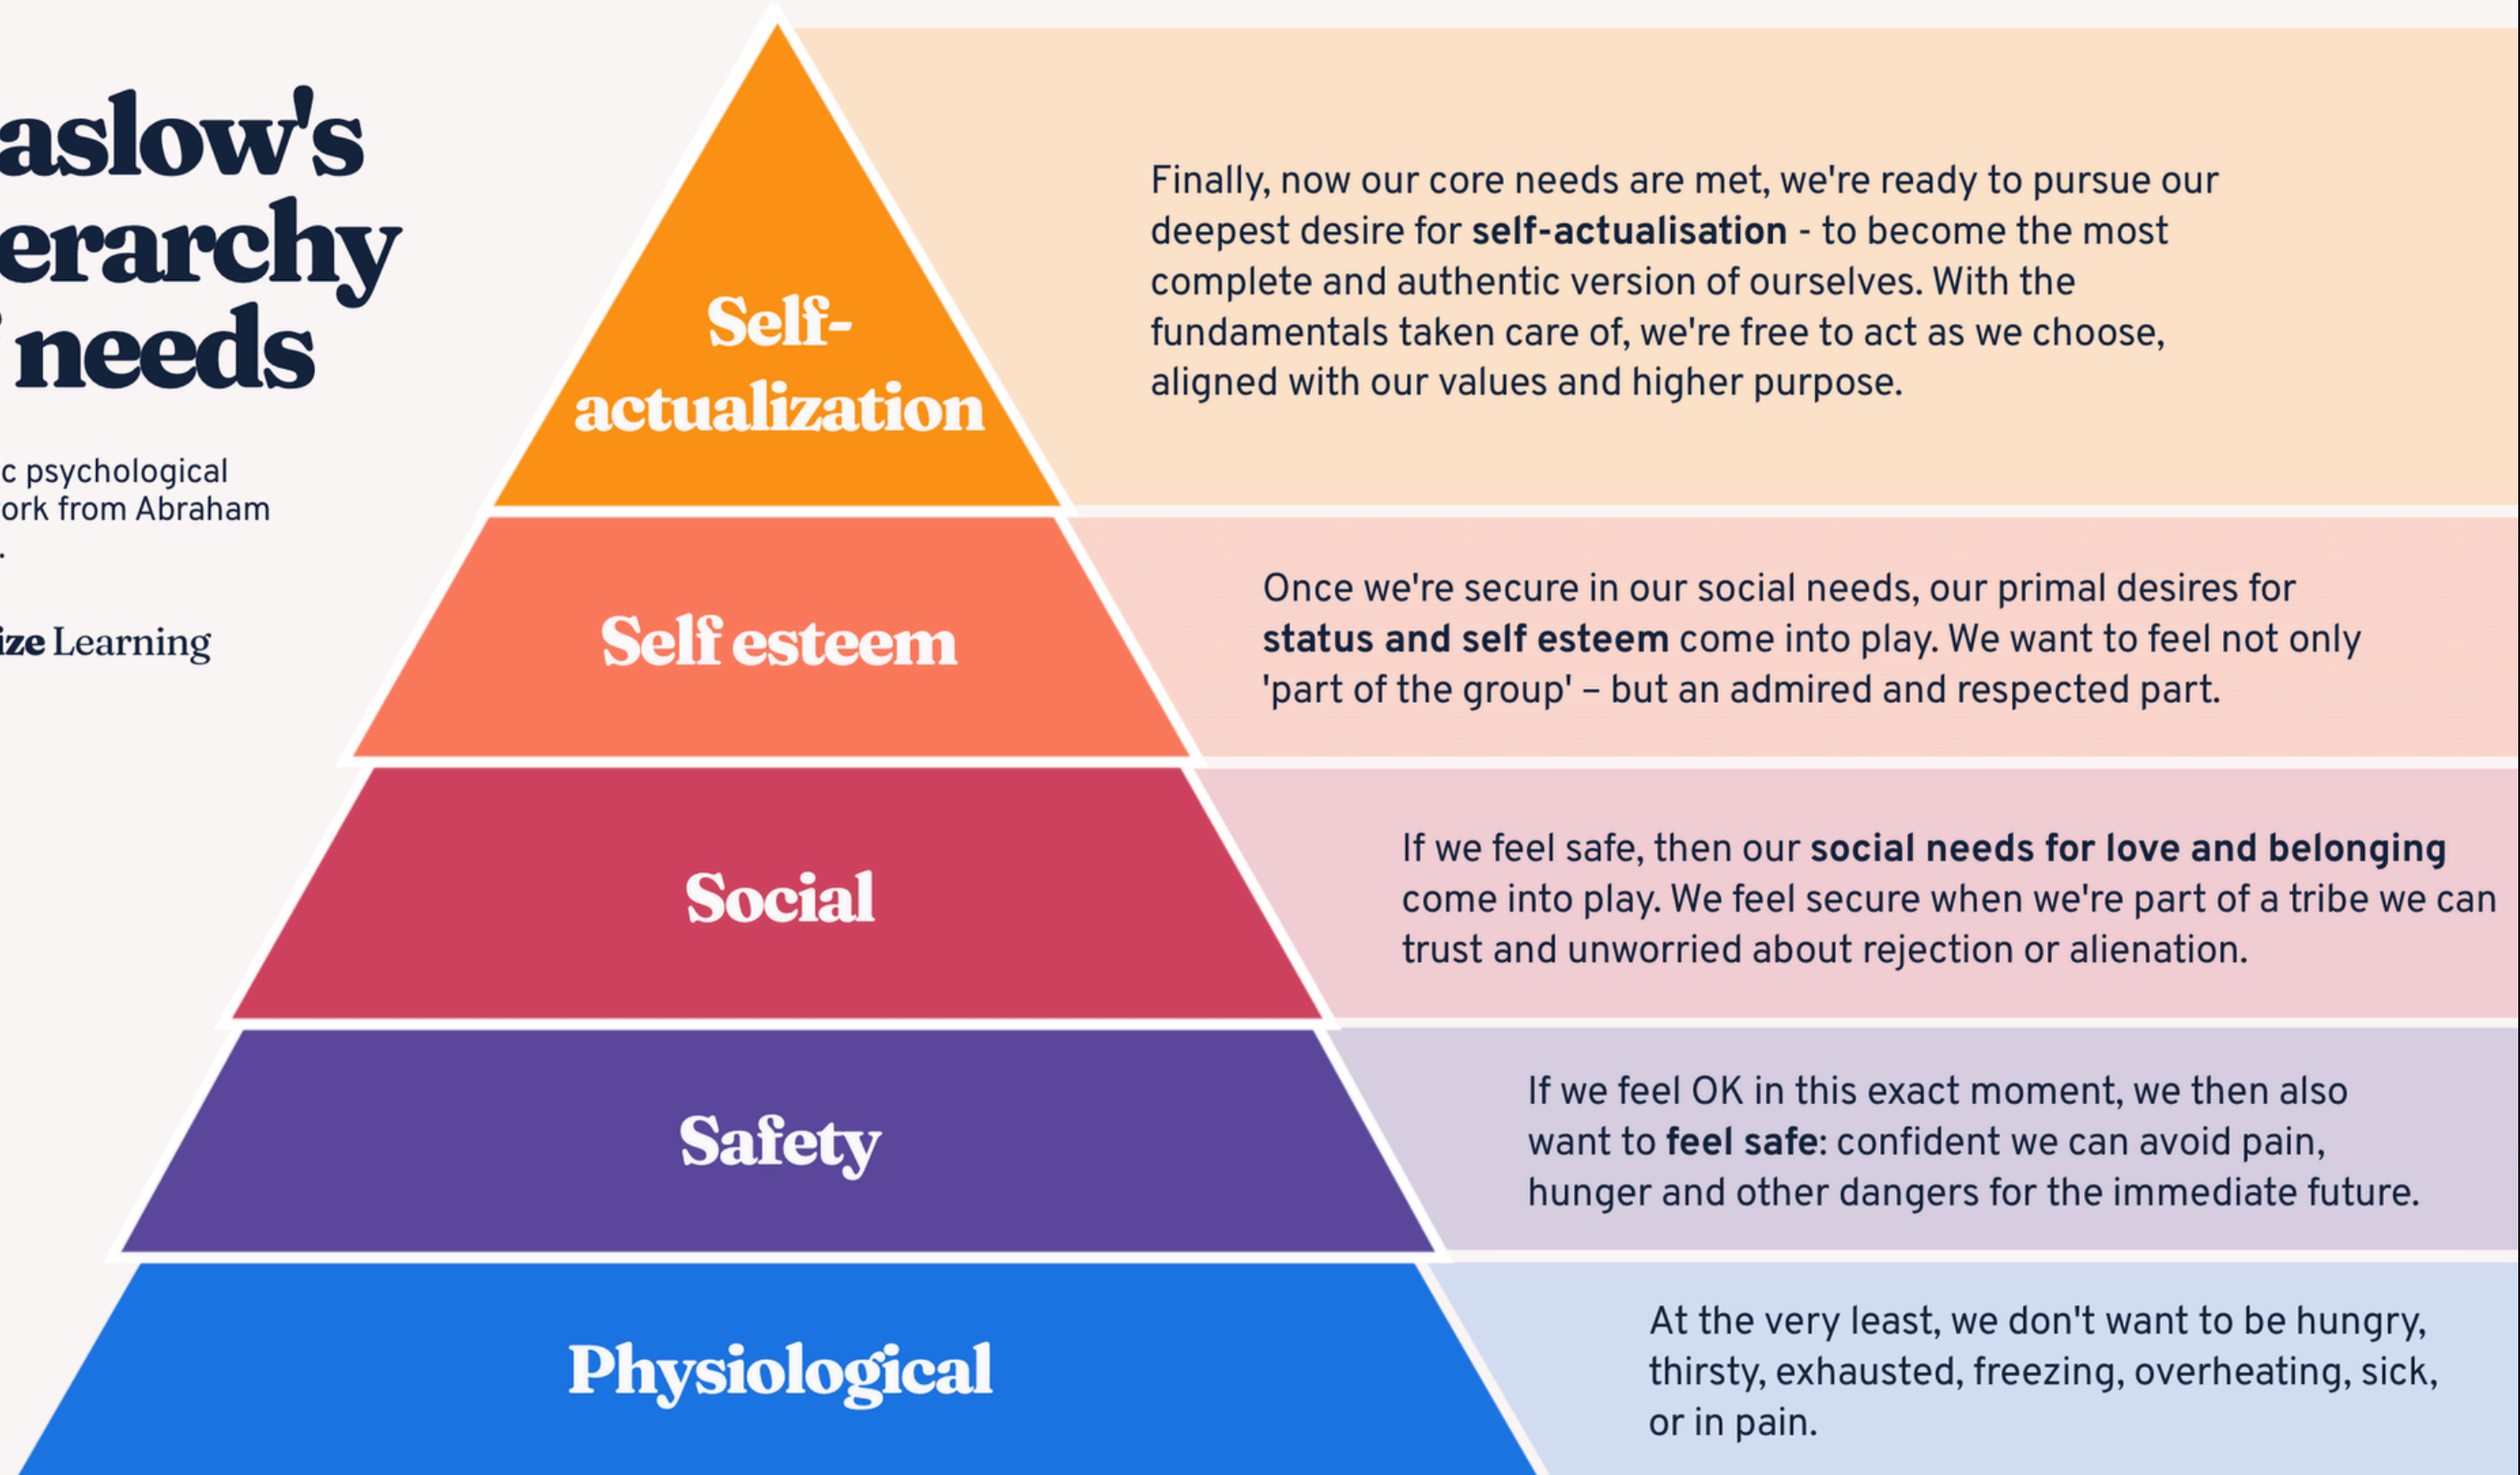 aslow's
erarchy
needs
c psychological
ork from Abraham
.
ize Learning
Self-
actualization
Finally, now our core needs are met, we're ready to pursue our
deepest desire for self-actualisation - to become the most
complete and authentic version of ourselves. With the
fundamentals taken care of, we're free to act as we choose,
aligned with our values and higher purpose.
Self esteem
Once we're secure in our social needs, our primal desires for
status and self esteem come into play. We want to feel not only
'part of the group' – but an admired and respected part.
Social
If we feel safe, then our social needs for love and belonging
come into play. We feel secure when we're part of a tribe we can
trust and unworried about rejection or alienation.
Safety
If we feel OK in this exact moment, we then also
want to feel safe: confident we can avoid pain,
hunger and other dangers for the immediate future.
Physiological
At the very least, we don't want to be hungry,
thirsty, exhausted, freezing, overheating, sick,
or in pain.